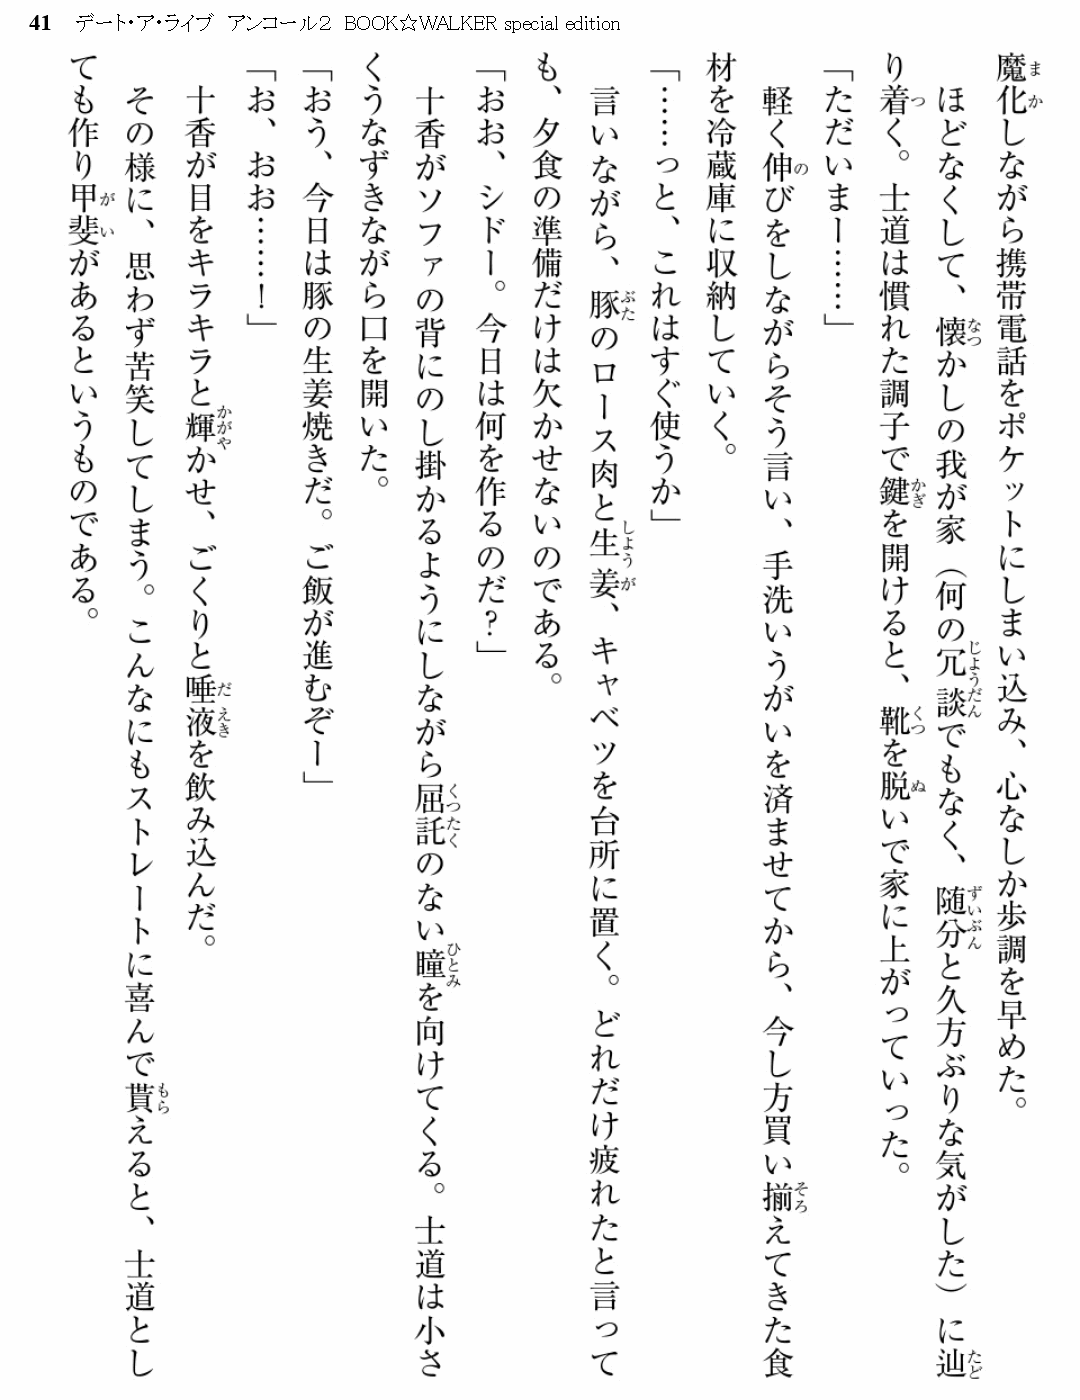 41 デート・ア・ライブ アンコール2 BOOK☆WALKER special edition
魔化しながら携帯電話をポケットにしまい込み、心なしか歩調を早めた。
ほどなくして、懐かしの我が家（何の冗談でもなく、随分と久方ぶりな気がした）に辿
り着く。士道は慣れた調子で鍵を開けると、靴を脱いで家に上がっていった。
「ただいまー……」
軽く伸びをしながらそう言い、手洗いうがいを済ませてから、今し方買い揃えてきた食
材を冷蔵庫に収納していく。
「……っと、これはすぐ使うか」
言いながら、豚のロース肉と生姜、キャベツを台所に置く。どれだけ疲れたと言って
も、夕食の準備だけは欠かせないのである。
「おお、シドー。今日は何を作るのだ？」
十香がソファの背にのし掛かるようにしながら屈託のない瞳を向けてくる。士道は小さ
くうなずきながら口を開いた。
「おう、今日は豚の生姜焼きだ。ご飯が進むぞー」
「お、おお……！」
十香が目をキラキラと輝かせ、ごくりと唾液を飲み込んだ。
その様に、思わず苦笑してしまう。こんなにもストレートに喜んで貰えると、士道とし
ても作り甲斐があるというものである。